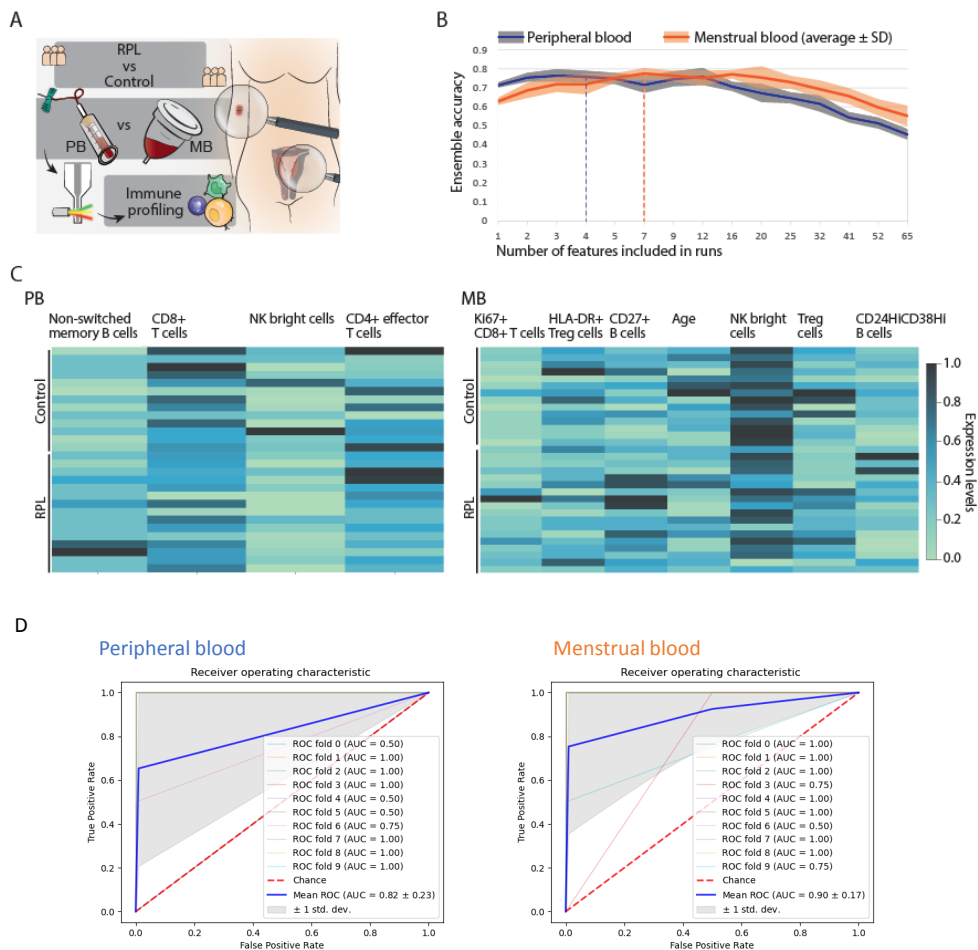 A
RPL
vs
Control
PB
vs
MB
Immune
profiling
B
Peripheral blood
Menstrual blood (average ± SD)
Ensemble accuracy
0.9
0.8
0.7
0.6
0.5
0.4
0.3
0.2
0.1
0
1 2 3 4 5 7 9 12 16 20 25 32 41 52 65
Number of features included in runs
C
PB
Non-switched
memory B cells
CD8+
T cells
NK bright cells
CD4+ effector
T cells
Control
RPL
MB
Ki67+
CD8+ T cells
HLA-DR+
Treg cells
CD27+
B cells
Age
NK bright
cells
Treg
cells
CD24HiCD38Hi
B cells
Control
RPL
1.0
0.8
0.6
0.4
0.2
0.0
Expression levels
D
Peripheral blood
Receiver operating characteristic
True Positive Rate
1.0
0.8
0.6
0.4
0.2
0.0
ROC fold 0 (AUC = 0.50)
ROC fold 1 (AUC = 1.00)
ROC fold 2 (AUC = 1.00)
ROC fold 3 (AUC = 1.00)
ROC fold 4 (AUC = 0.50)
ROC fold 5 (AUC = 0.50)
ROC fold 6 (AUC = 0.75)
ROC fold 7 (AUC = 1.00)
ROC fold 8 (AUC = 1.00)
ROC fold 9 (AUC = 1.00)
Chance
Mean ROC (AUC = 0.82 ± 0.23)
± 1 std. dev.
0.0 0.2 0.4 0.6 0.8 1.0
False Positive Rate
Menstrual blood
Receiver operating characteristic
True Positive Rate
1.0
0.8
0.6
0.4
0.2
0.0
ROC fold 0 (AUC = 1.00)
ROC fold 1 (AUC = 1.00)
ROC fold 2 (AUC = 1.00)
ROC fold 3 (AUC = 0.75)
ROC fold 4 (AUC = 1.00)
ROC fold 5 (AUC = 1.00)
ROC fold 6 (AUC = 0.50)
ROC fold 7 (AUC = 1.00)
ROC fold 8 (AUC = 1.00)
ROC fold 9 (AUC = 0.75)
Chance
Mean ROC (AUC = 0.90 ± 0.17)
± 1 std. dev.
0.0 0.2 0.4 0.6 0.8 1.0
False Positive Rate